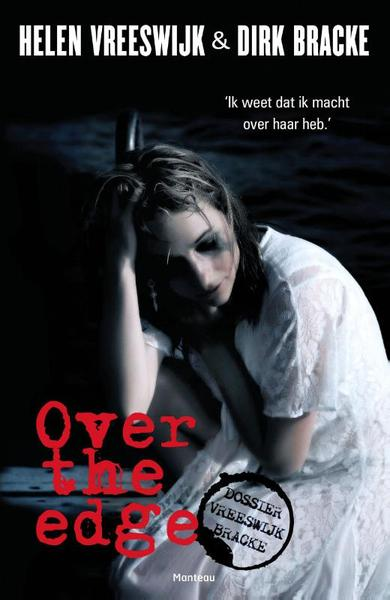 HELEN VREESWIJK & DIRK BRACKE
‘Ik weet dat ik macht
over haar heb.’
Over
the
edge
DOSSIER
VREESWIJK
BRACKE
Manteau